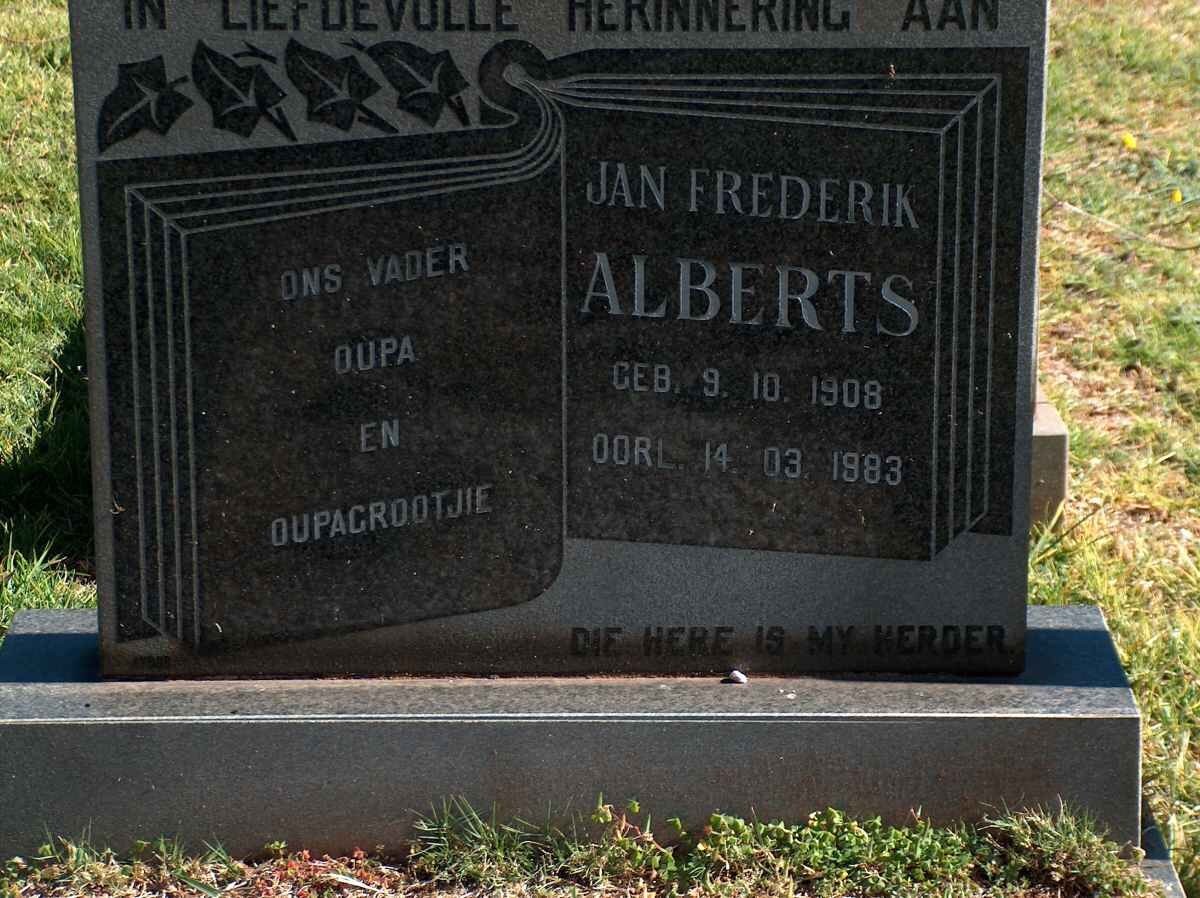 IN LIEFDEVOLLE HERINNERING AAN
ONS VADER
OUPA
EN
OUPAGROOTJIE
JAN FREDERIK
ALBERTS
GEB. 9. 10. 1908
OORL. 14. 03. 1983
DIE HERE IS MY HERDER.